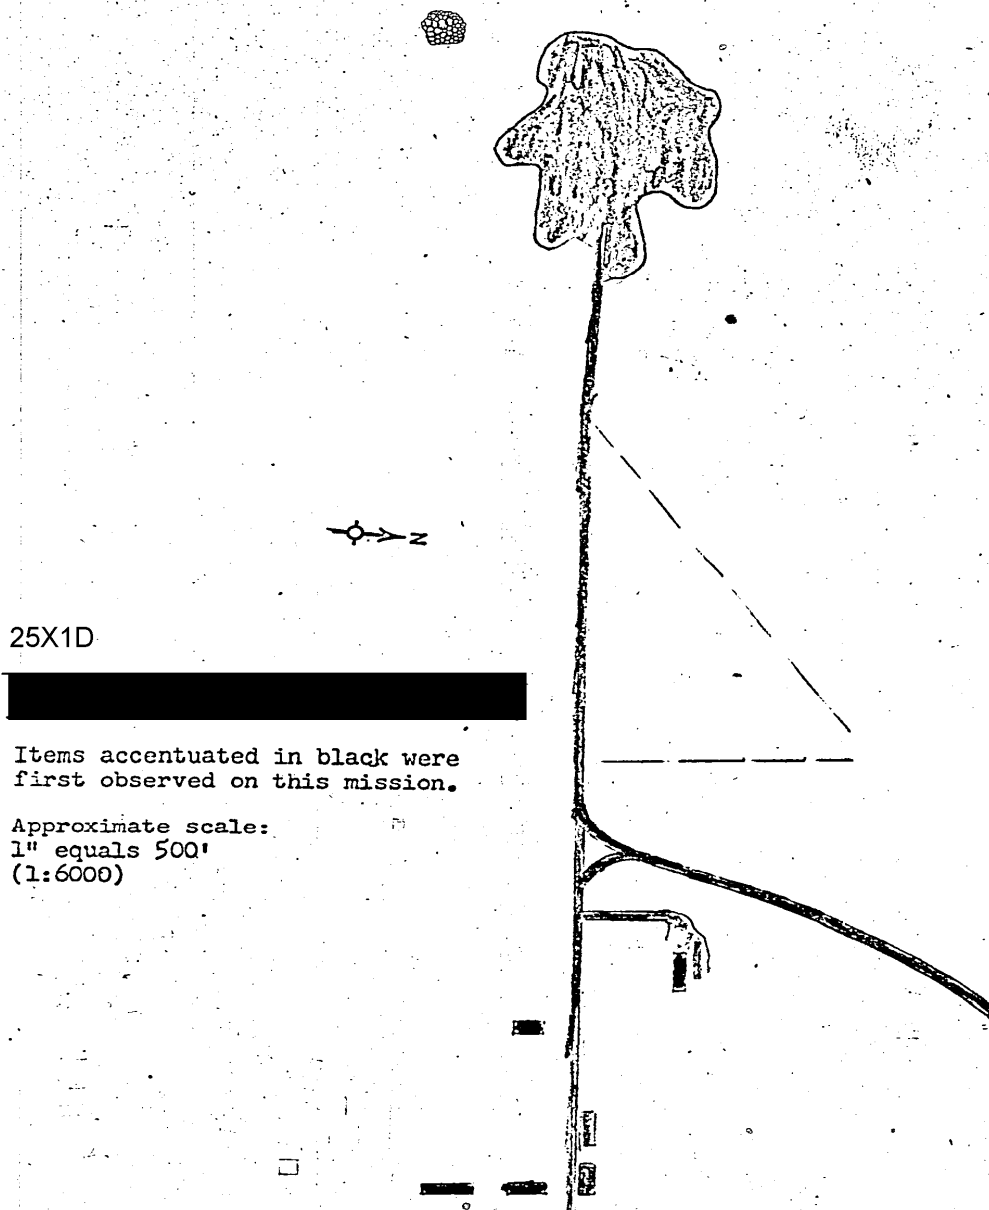 N
25X1D
Items accentuated in black were
first observed on this mission.
Approximate scale:
1" equals 500'
(1:6000)